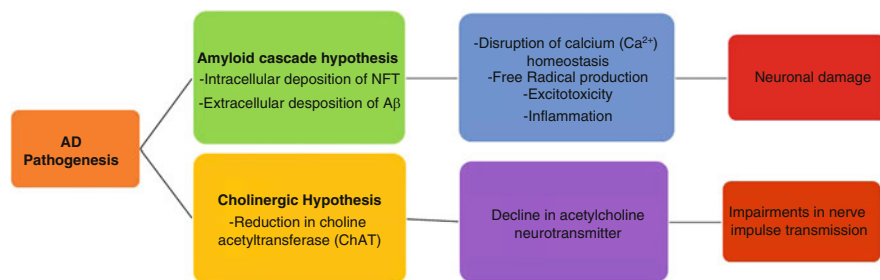 AD
Pathogenesis
Amyloid cascade hypothesis
-Intracellular deposition of NFT
-Extracellular desposition of Aβ
-Disruption of calcium (Ca²⁺)
homeostasis
-Free Radical production
-Excitotoxicity
-Inflammation
Neuronal damage
Cholinergic Hypothesis
-Reduction in choline
acetyltransferase (ChAT)
Decline in acetylcholine
neurotransmitter
Impairments in nerve
impulse transmission